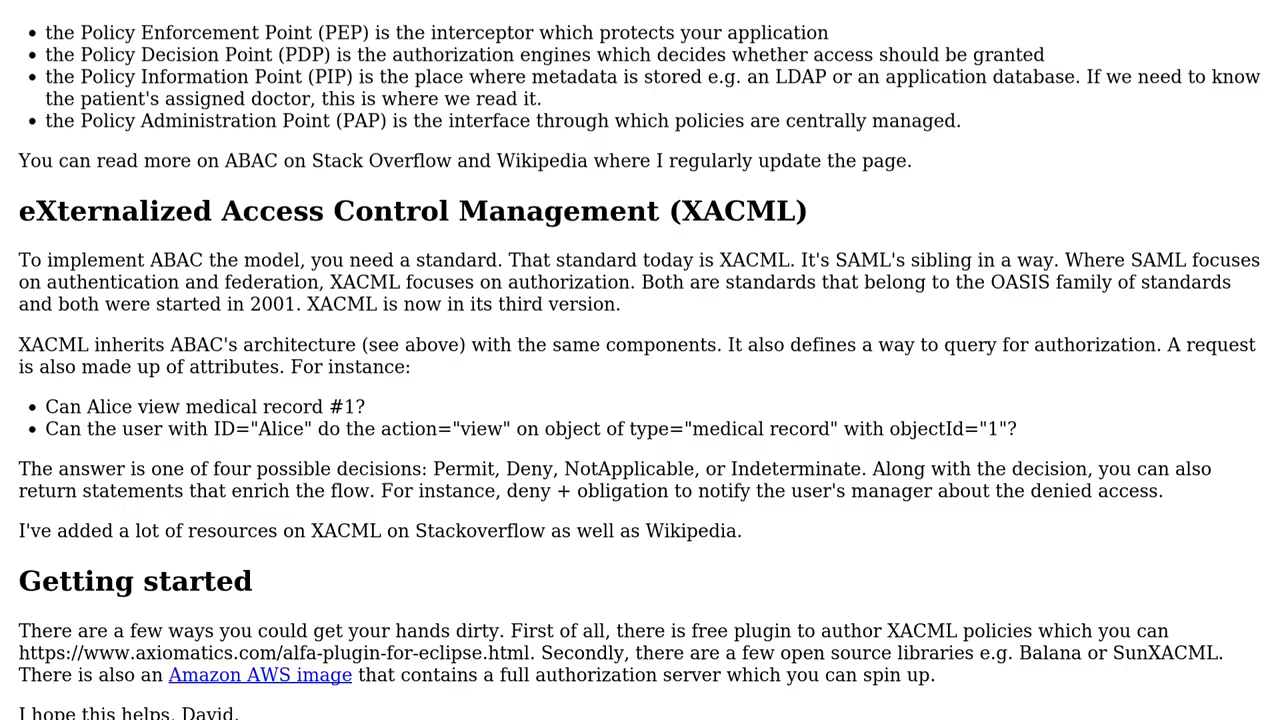 • the Policy Enforcement Point (PEP) is the interceptor which protects your application
• the Policy Decision Point (PDP) is the authorization engines which decides whether access should be granted
• the Policy Information Point (PIP) is the place where metadata is stored e.g. an LDAP or an application database. If we need to know
the patient's assigned doctor, this is where we read it.
• the Policy Administration Point (PAP) is the interface through which policies are centrally managed.
You can read more on ABAC on Stack Overflow and Wikipedia where I regularly update the page.
eXternalized Access Control Management (XACML)
To implement ABAC the model, you need a standard. That standard today is XACML. It's SAML's sibling in a way. Where SAML focuses
on authentication and federation, XACML focuses on authorization. Both are standards that belong to the OASIS family of standards
and both were started in 2001. XACML is now in its third version.
XACML inherits ABAC's architecture (see above) with the same components. It also defines a way to query for authorization. A request
is also made up of attributes. For instance:
• Can Alice view medical record #1?
• Can the user with ID="Alice" do the action="view" on object of type="medical record" with objectId="1"?
The answer is one of four possible decisions: Permit, Deny, NotApplicable, or Indeterminate. Along with the decision, you can also
return statements that enrich the flow. For instance, deny + obligation to notify the user's manager about the denied access.
I've added a lot of resources on XACML on Stackoverflow as well as Wikipedia.
Getting started
There are a few ways you could get your hands dirty. First of all, there is free plugin to author XACML policies which you can
https://www.axiomatics.com/alfa-plugin-for-eclipse.html. Secondly, there are a few open source libraries e.g. Balana or SunXACML.
There is also an Amazon AWS image that contains a full authorization server which you can spin up.
I hope this helps, David.